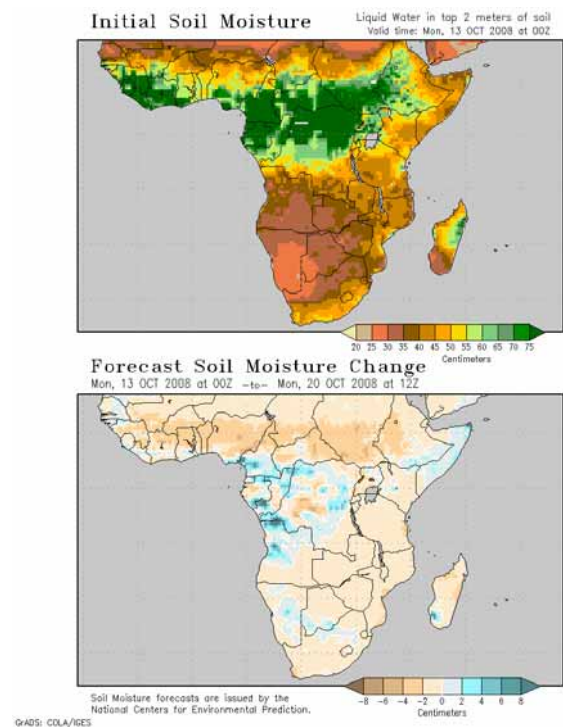 Initial Soil Moisture
Liquid Water in top 2 meters of soil
Valid time: Mon, 13 OCT 2008 at 00Z
20 25 30 35 40 45 50 55 60 65 70 75
Centimeters
Forecast Soil Moisture Change
Mon, 13 OCT 2008 at 00Z -to- Mon, 20 OCT 2008 at 12Z
-8 -6 -4 -2 0 2 4 6 8
Centimeters
Soil Moisture forecasts are issued by the
National Centers for Environmental Prediction.
GrADS: COLA/IGES